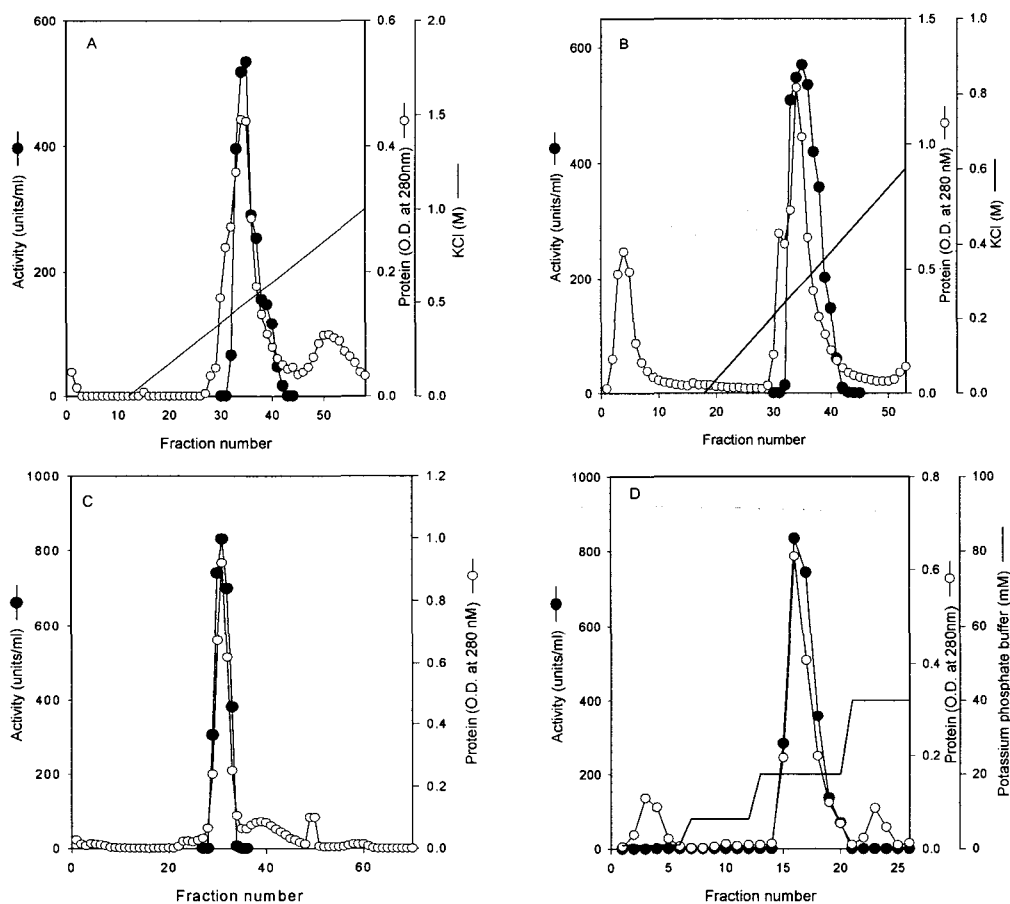 A
600
400
200
0
Activity (units/ml)
0 10 20 30 40 50
Fraction number
0.6
0.4
0.2
0.0
Protein (O.D. at 280nm)
2.0
1.5
1.0
0.5
0.0
KCl (M)
B
600
400
200
0
Activity (units/ml)
0 10 20 30 40 50
Fraction number
1.5
1.0
0.5
0.0
Protein (O.D. at 280 nM)
1.0
0.8
0.6
0.4
0.2
0.0
KCl (M)
C
1000
800
600
400
200
0
Activity (units/ml)
0 20 40 60
Fraction number
1.2
1.0
0.8
0.6
0.4
0.2
0.0
Protein (O.D. at 280 nM)
D
1000
800
600
400
200
0
Activity (units/ml)
0 5 10 15 20 25
Fraction number
0.8
0.6
0.4
0.2
0.0
Protein (O.D. at 280nm)
100
80
60
40
20
0
Potassium phosphate buffer (mM)